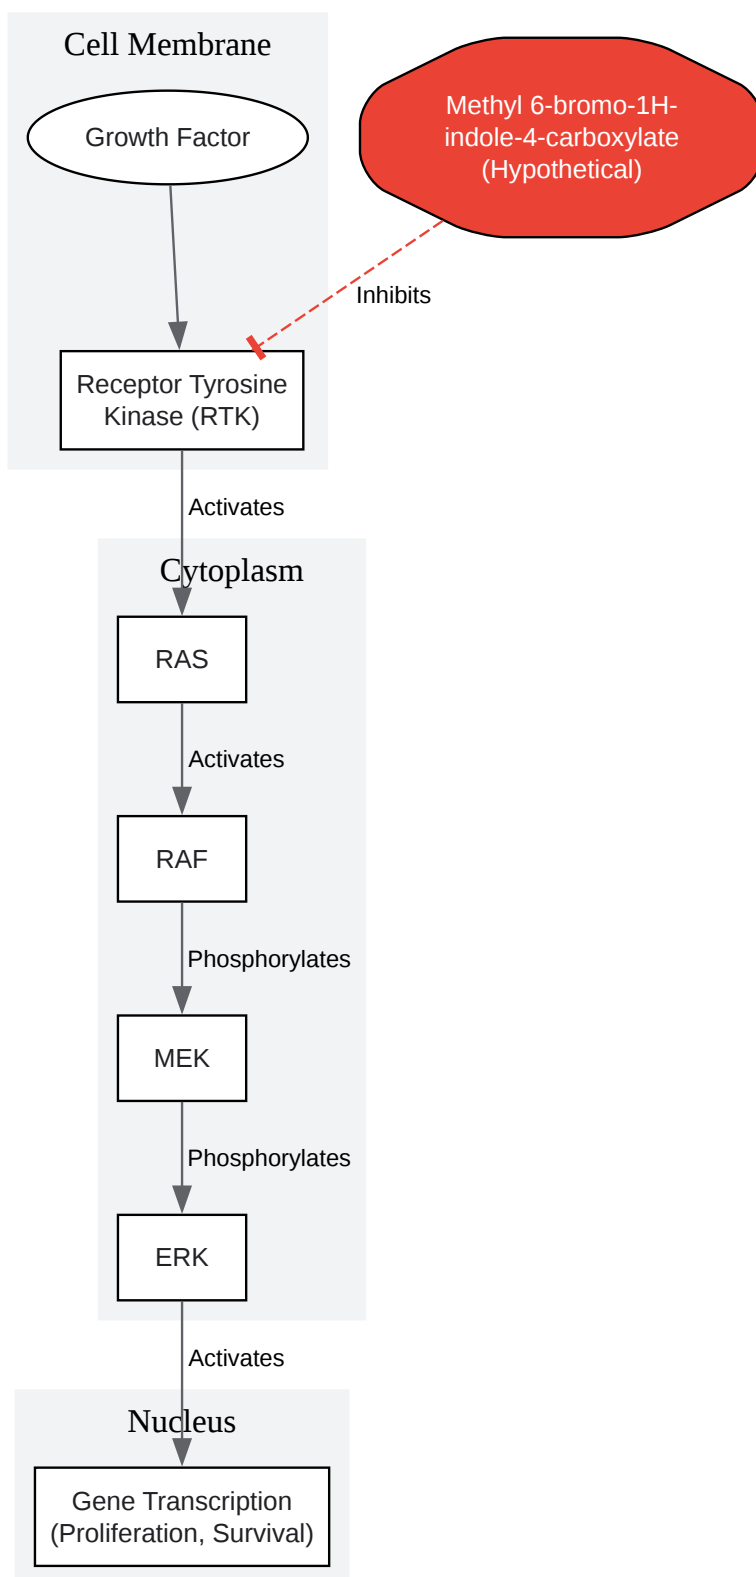 Cell Membrane
Growth Factor
Methyl 6-bromo-1H-
indole-4-carboxylate
(Hypothetical)
Inhibits
Receptor Tyrosine
Kinase (RTK)
Activates
Cytoplasm
RAS
Activates
RAF
Phosphorylates
MEK
Phosphorylates
ERK
Activates
Nucleus
Gene Transcription
(Proliferation, Survival)